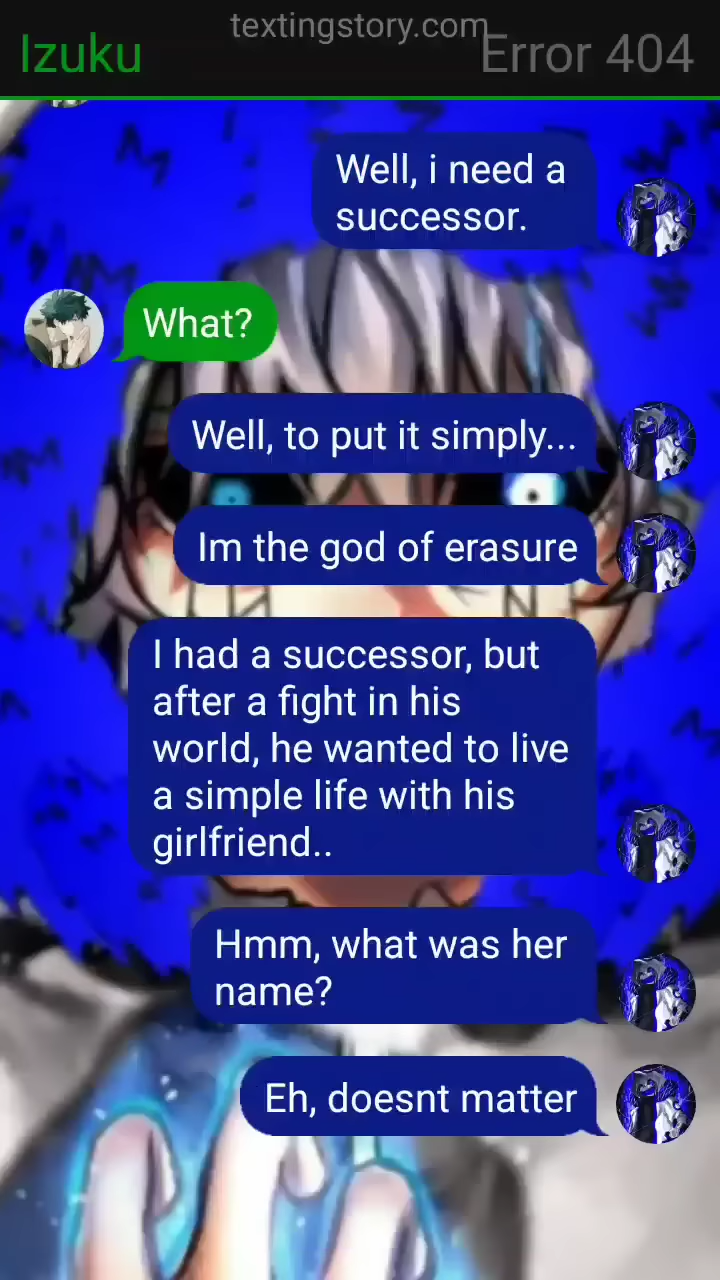 textingstory.com
Izuku
Error 404
Well, i need a
successor.
What?
Well, to put it simply...
Im the god of erasure
I had a successor, but
after a fight in his
world, he wanted to live
a simple life with his
girlfriend..
Hmm, what was her
name?
Eh, doesnt matter